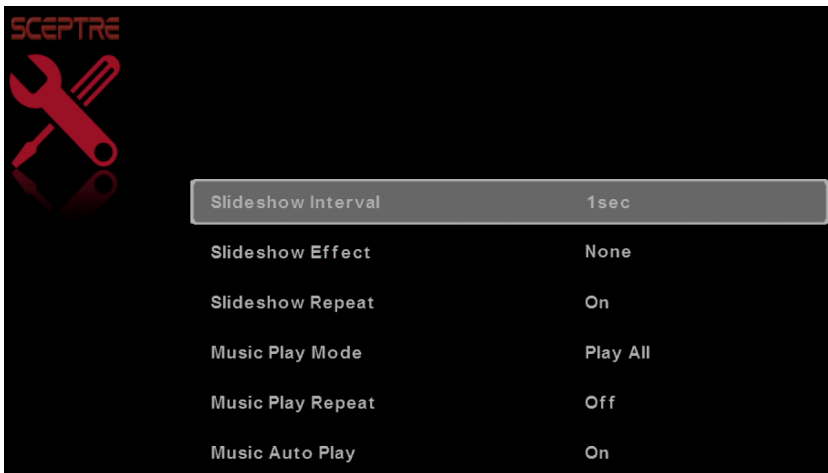 SCEPTRE
Slideshow Interval 1sec
Slideshow Effect None
Slideshow Repeat On
Music Play Mode Play All
Music Play Repeat Off
Music Auto Play On